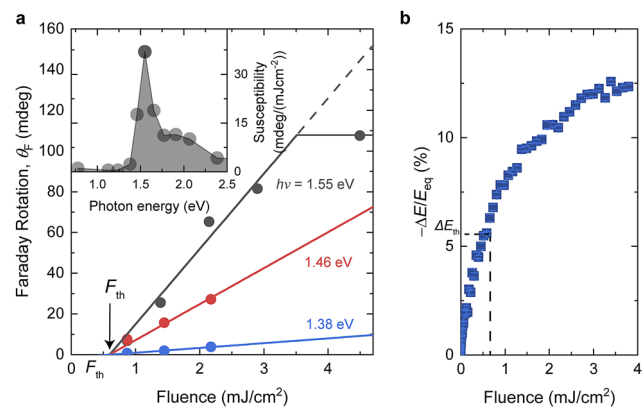 a
160
140
120
100
80
60
40
20
0
Faraday Rotation, θF (mdeg)
30
15
0
Susceptibility
mdeg/(mJcm⁻²)
1.0
1.5
2.0
2.5
Photon energy (eV)
hν = 1.55 eV
1.46 eV
1.38 eV
Fth
Fth
0
1
2
3
4
Fluence (mJ/cm²)
b
15
10
5
0
−ΔE/Eeq (%)
ΔEth
0
1
2
3
4
Fluence (mJ/cm²)